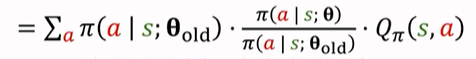 = ∑ₐ π(a | s; θ_old) · π(a | s; θ) / π(a | s; θ_old) · Q_π(s, a)